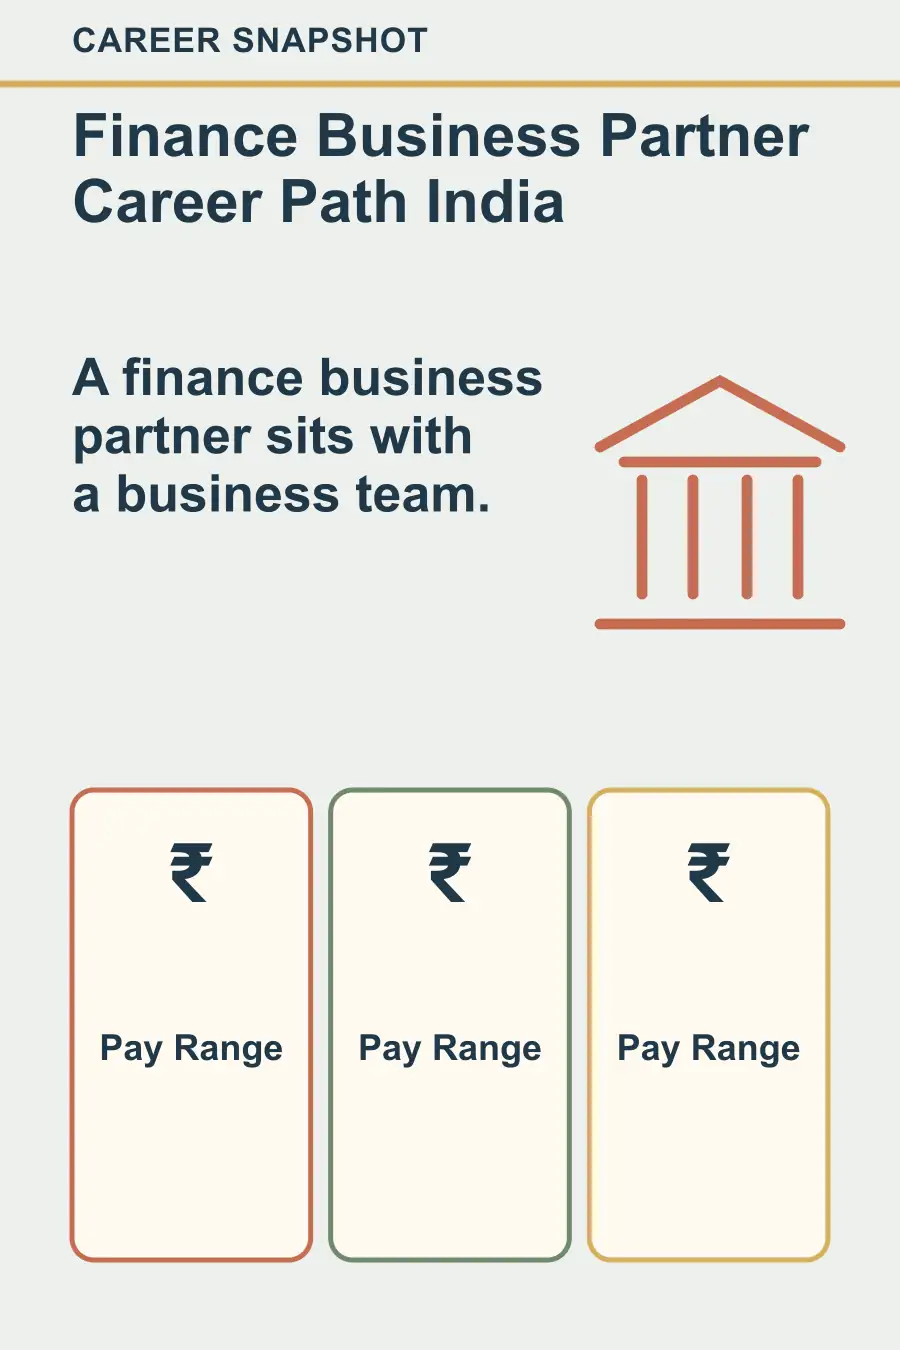 CAREER SNAPSHOT
Finance Business Partner
Career Path India
A finance business
partner sits with
a business team.
₹ ₹ ₹
Pay Range Pay Range Pay Range